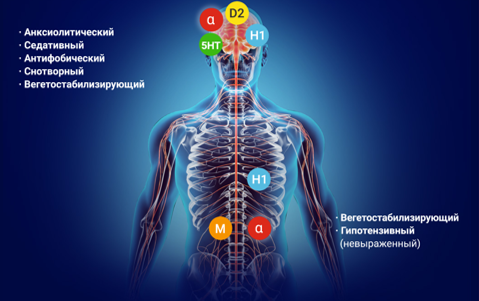 α
D2
H1
5HT
· Анксиолитический
· Седативный
· Антифобический
· Снотворный
· Вегетостабилизирующий
H1
M
α
· Вегетостабилизирующий
· Гипотензивный
(невыраженный)